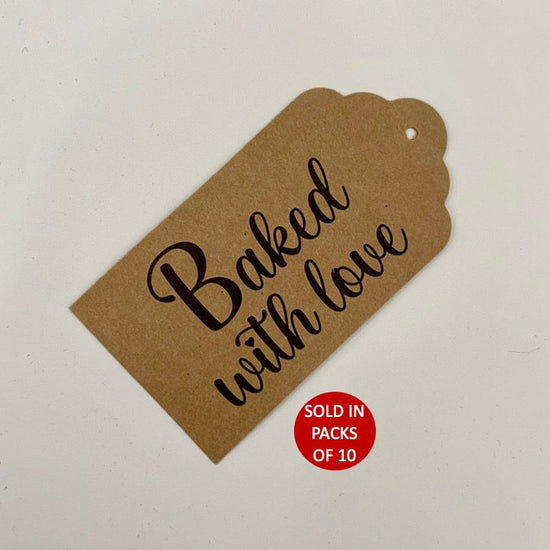 Baked
with love
SOLD IN
PACKS
OF 10